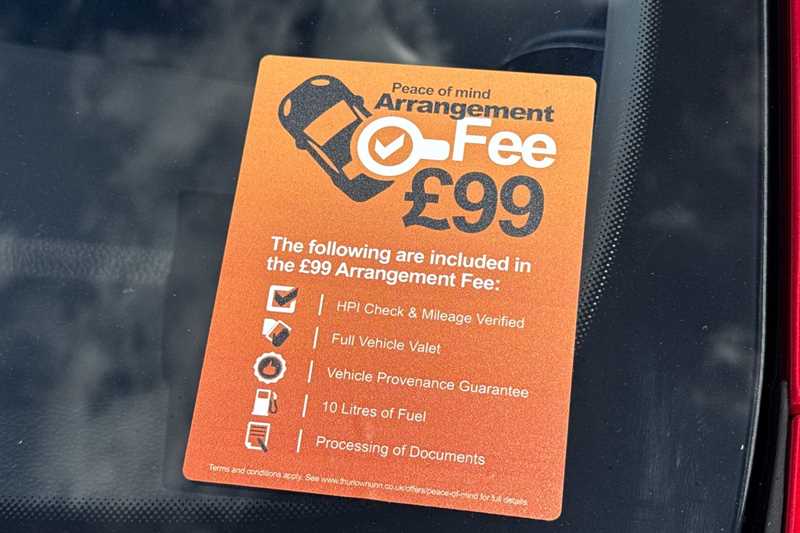 Peace of mind
Arrangement
Fee
£99
The following are included in
the £99 Arrangement Fee:
HPI Check & Mileage Verified
Full Vehicle Valet
Vehicle Provenance Guarantee
10 Litres of Fuel
Processing of Documents
Terms and conditions apply. See www.thurlownunn.co.uk/offers/peace-of-mind for full details